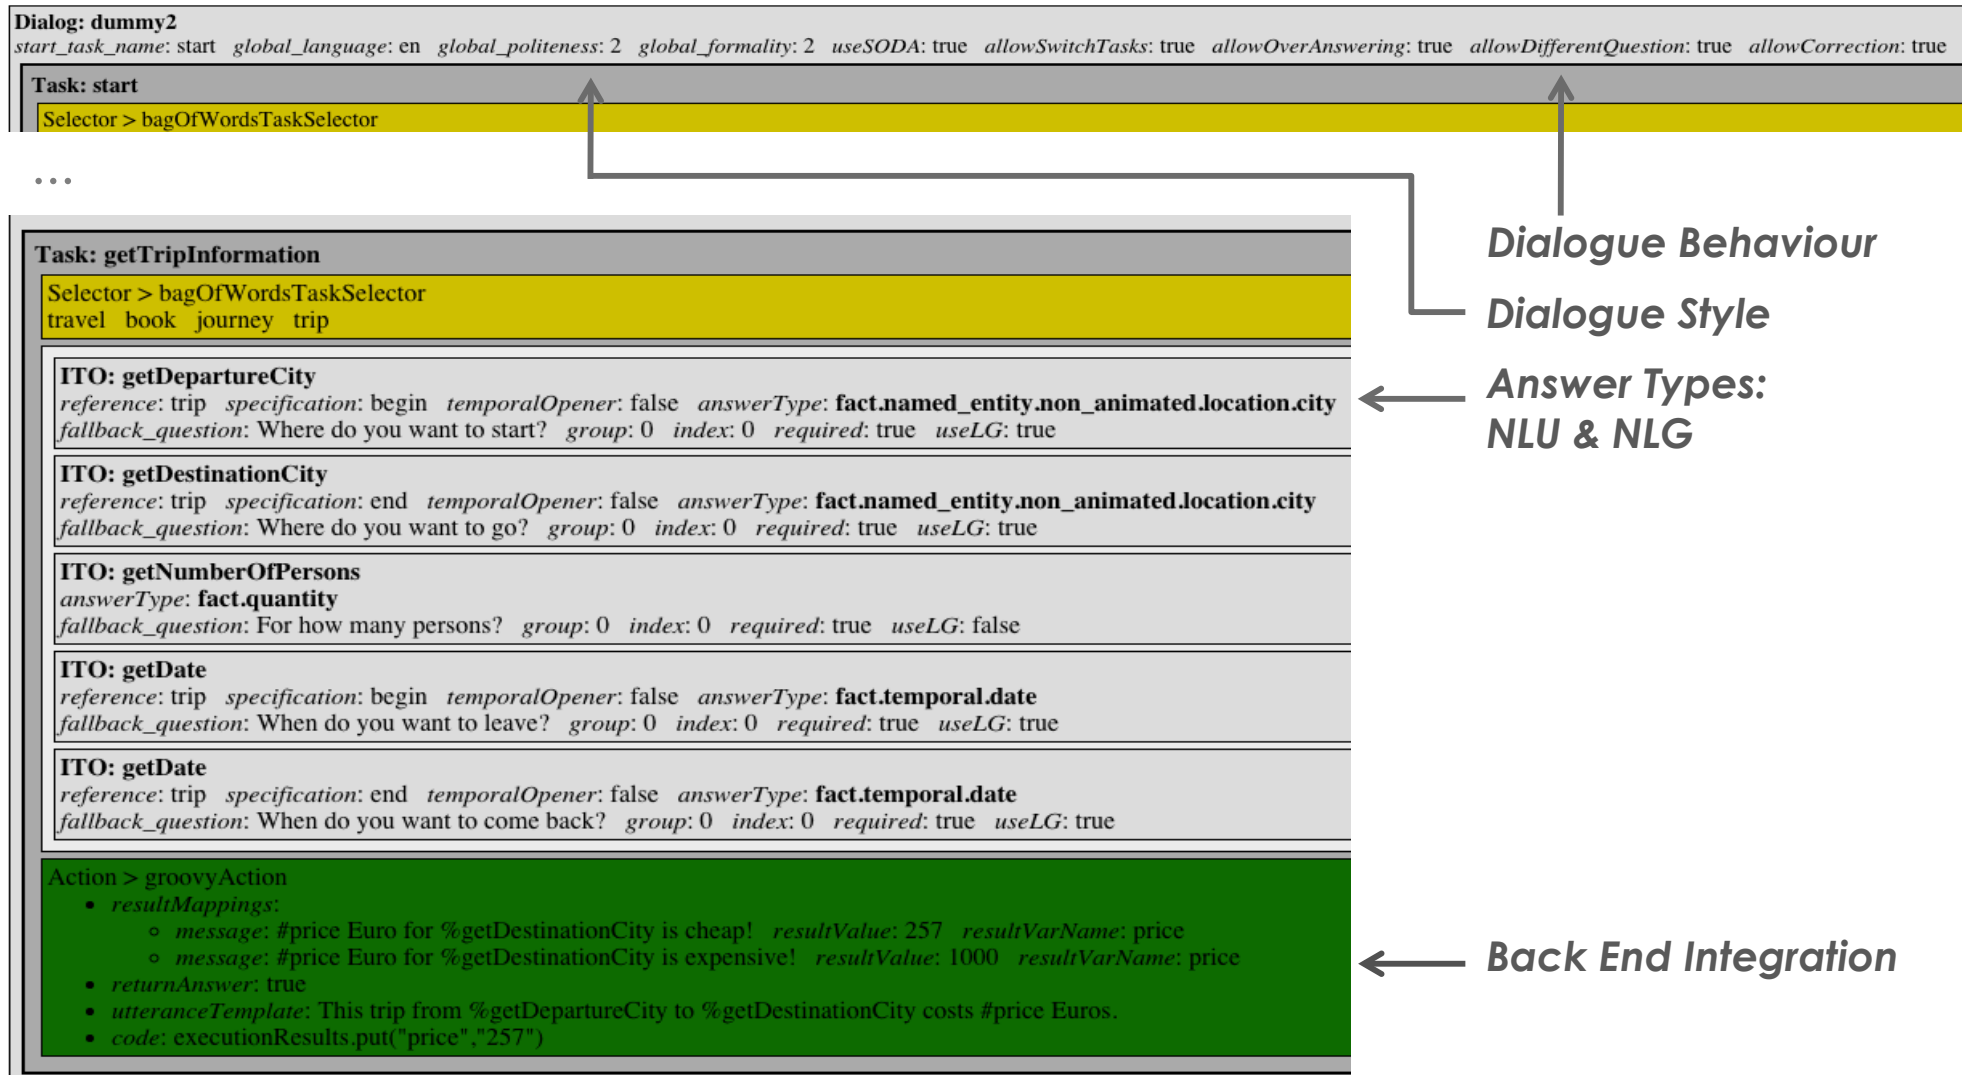 Dialog: dummy2
start_task_name: start global_language: en global_politeness: 2 global_formality: 2 useSODA: true allowSwitchTasks: true allowOverAnswering: true allowDifferentQuestion: true allowCorrection: true
Task: start
Selector > bagOfWordsTaskSelector
...
Dialogue Behaviour
Dialogue Style
Answer Types:
NLU & NLG
Task: getTripInformation
Selector > bagOfWordsTaskSelector
travel book journey trip
ITO: getDepartureCity
reference: trip specification: begin temporalOpener: false answerType: fact.named_entity.non_animated.location.city
fallback_question: Where do you want to start? group: 0 index: 0 required: true useLG: true
ITO: getDestinationCity
reference: trip specification: end temporalOpener: false answerType: fact.named_entity.non_animated.location.city
fallback_question: Where do you want to go? group: 0 index: 0 required: true useLG: true
ITO: getNumberOfPersons
answerType: fact.quantity
fallback_question: For how many persons? group: 0 index: 0 required: true useLG: false
ITO: getDate
reference: trip specification: begin temporalOpener: false answerType: fact.temporal.date
fallback_question: When do you want to leave? group: 0 index: 0 required: true useLG: true
ITO: getDate
reference: trip specification: end temporalOpener: false answerType: fact.temporal.date
fallback_question: When do you want to come back? group: 0 index: 0 required: true useLG: true
Action > groovyAction
• resultMappings:
◦ message: #price Euro for %getDestinationCity is cheap! resultValue: 257 resultVarName: price
◦ message: #price Euro for %getDestinationCity is expensive! resultValue: 1000 resultVarName: price
• returnAnswer: true
• utteranceTemplate: This trip from %getDepartureCity to %getDestinationCity costs #price Euros.
• code: executionResults.put("price","257")
Back End Integration